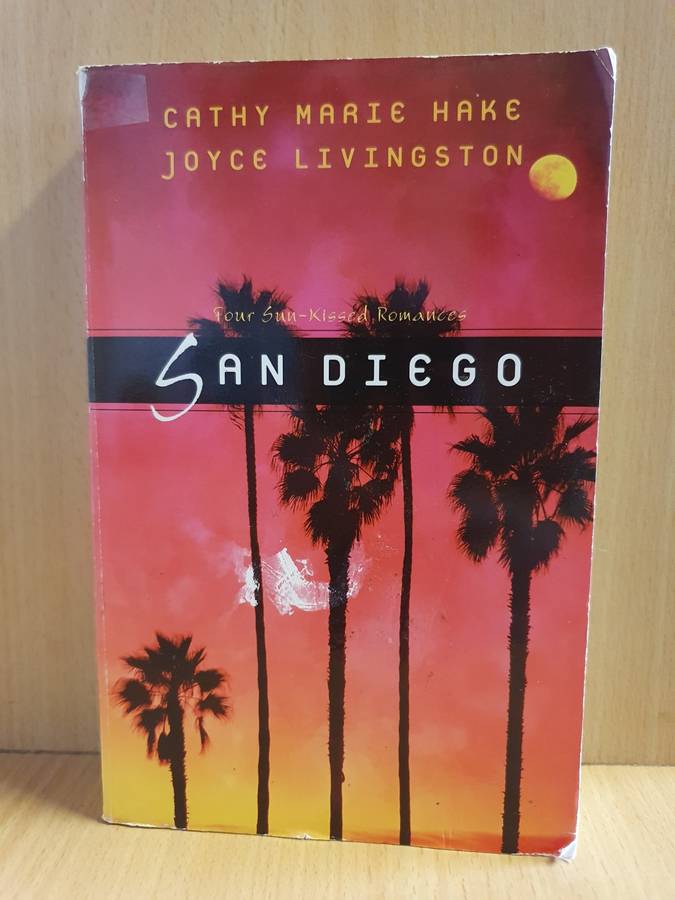 CATHY MARIE HAKE
JOYCE LIVINGSTON
Four Sun-Kissed Romances
SAN DIEGO